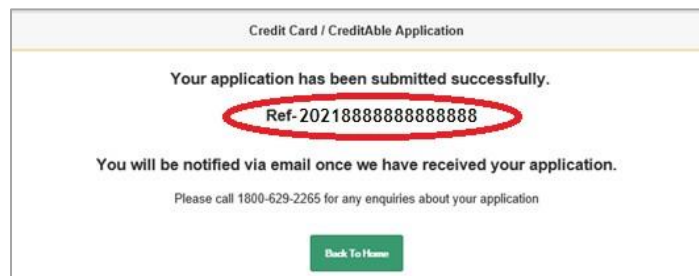 Credit Card / CreditAble Application
Your application has been submitted successfully.
Ref-20218888888888888
You will be notified via email once we have received your application.
Please call 1800-629-2265 for any enquiries about your application
Back To Home